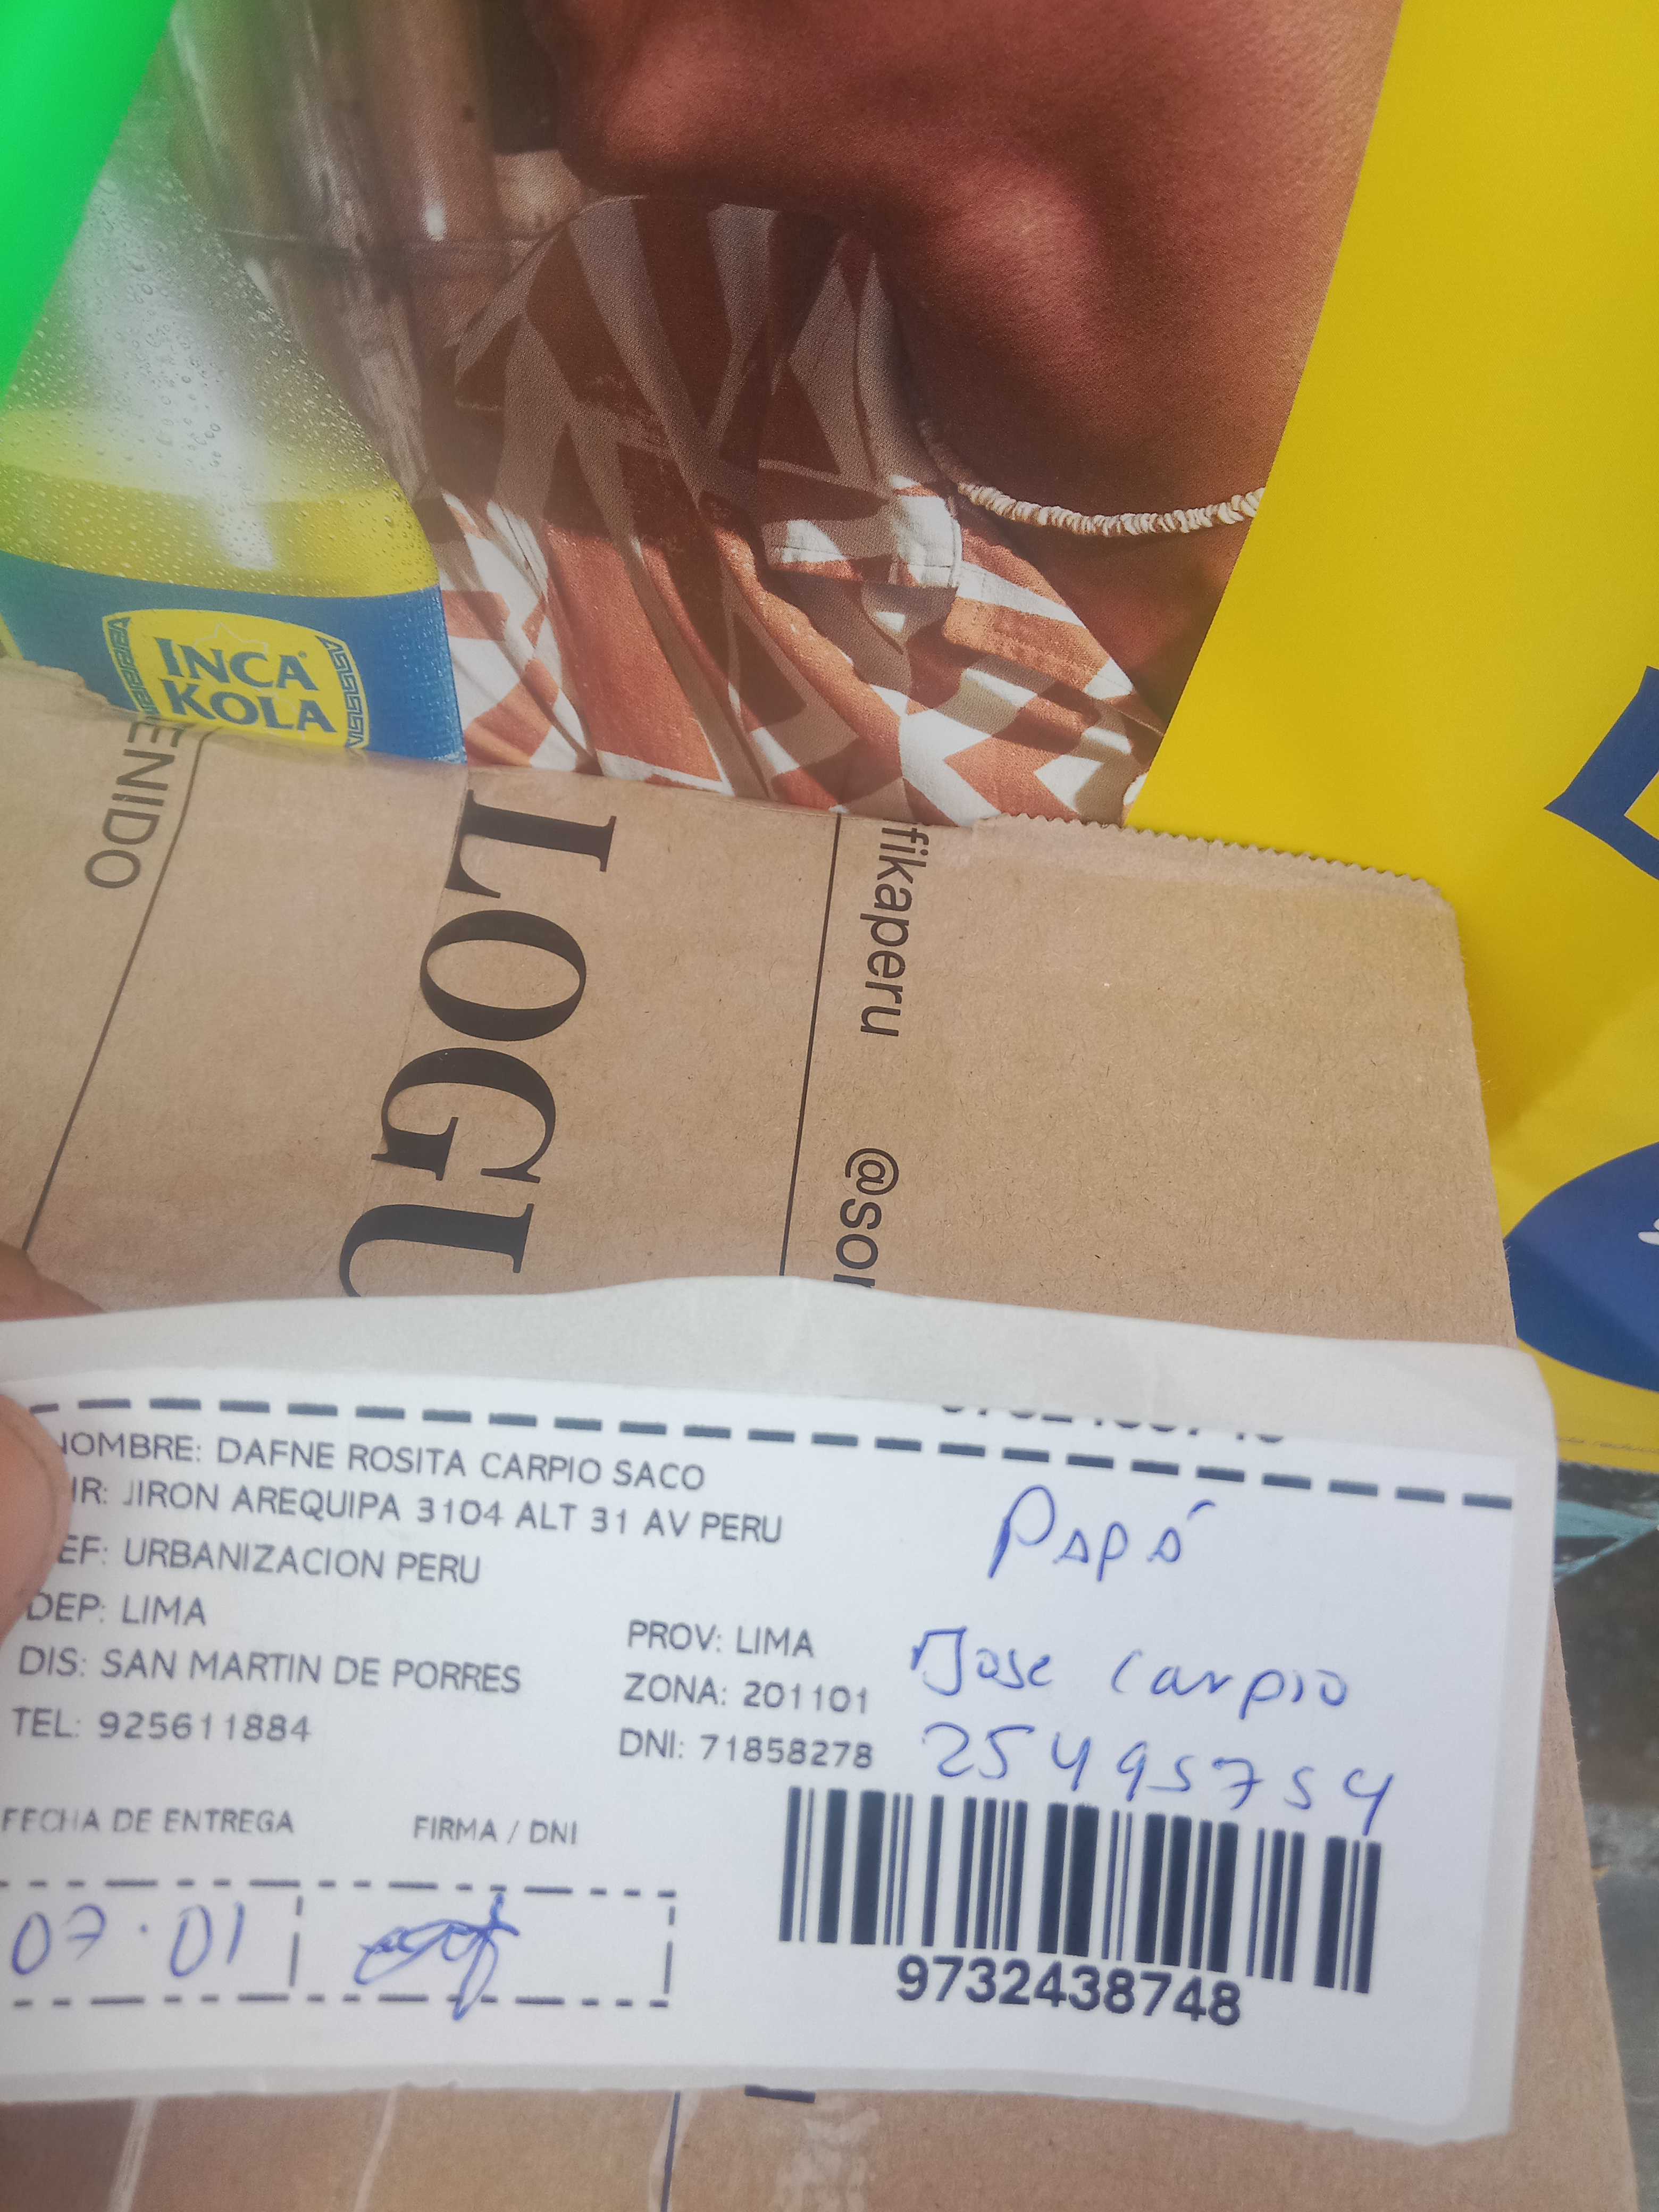 INCA
KOLA
ENIDO
LOGU
fikaperu @sor
NOMBRE: DAFNE ROSITA CARPIO SACO
IR: JIRON AREQUIPA 3104 ALT 31 AV PERU
EF: URBANIZACION PERU
DEP: LIMA
PROV: LIMA
DIS: SAN MARTIN DE PORRES
ZONA: 201101
TEL: 925611884
DNI: 71858278
Papá
Jose Carpio
25495754
FECHA DE ENTREGA
FIRMA / DNI
07.01
9732438748